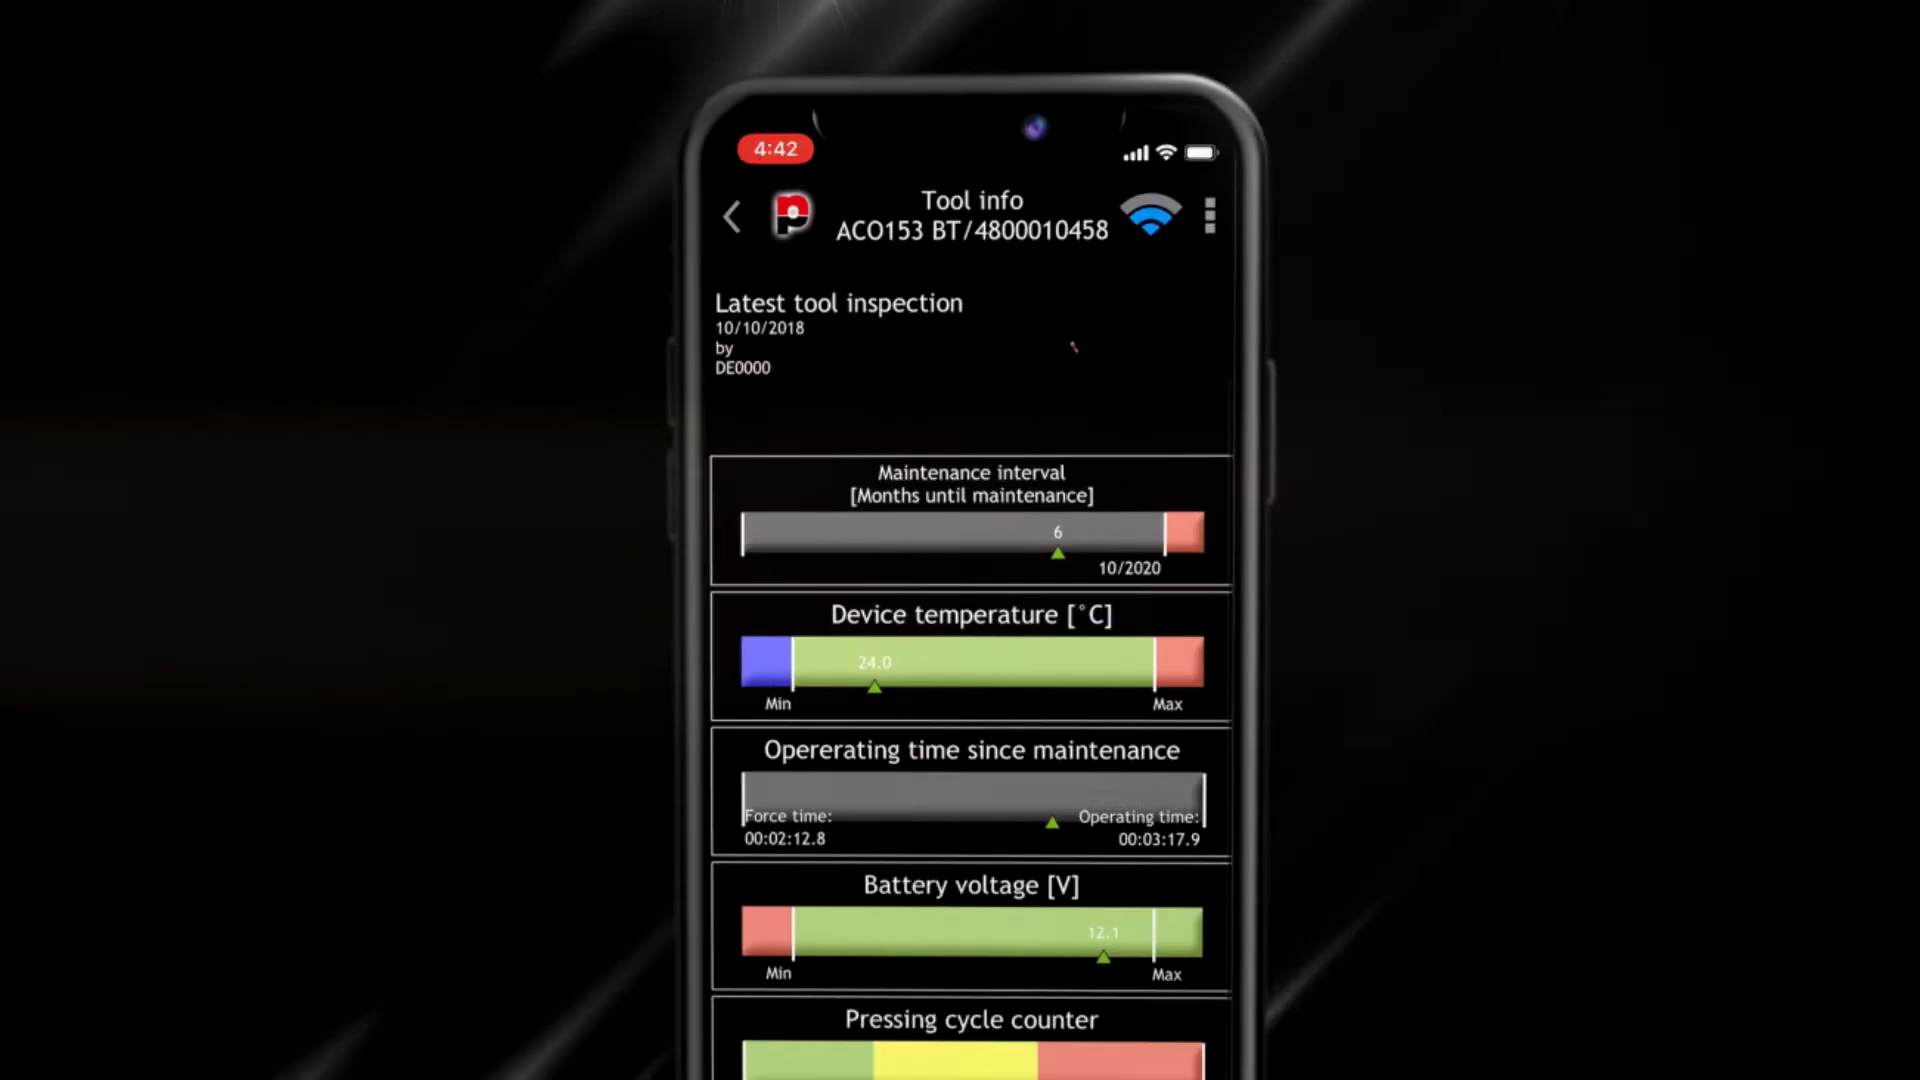 4:42
Tool info
ACO153 BT/4800010458
Latest tool inspection
10/10/2018
by
DE0000
Maintenance interval
[Months until maintenance]
6
10/2020
Device temperature [°C]
24.0
Min
Max
Opererating time since maintenance
Force time:
Operating time:
00:02:12.8
00:03:17.9
Battery voltage [V]
12.1
Min
Max
Pressing cycle counter